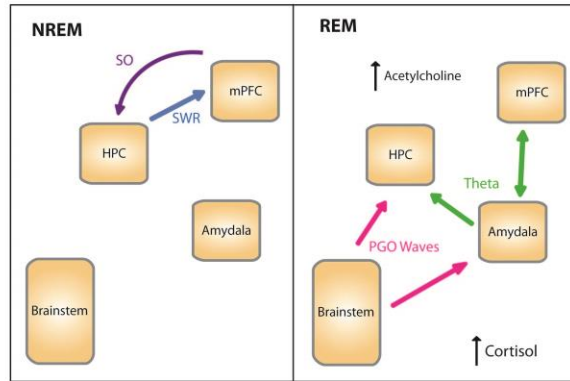 NREM
SO
mPFC
SWR
HPC
Amydala
Brainstem
REM
Acetylcholine
mPFC
HPC
Theta
Amydala
PGO Waves
Brainstem
Cortisol